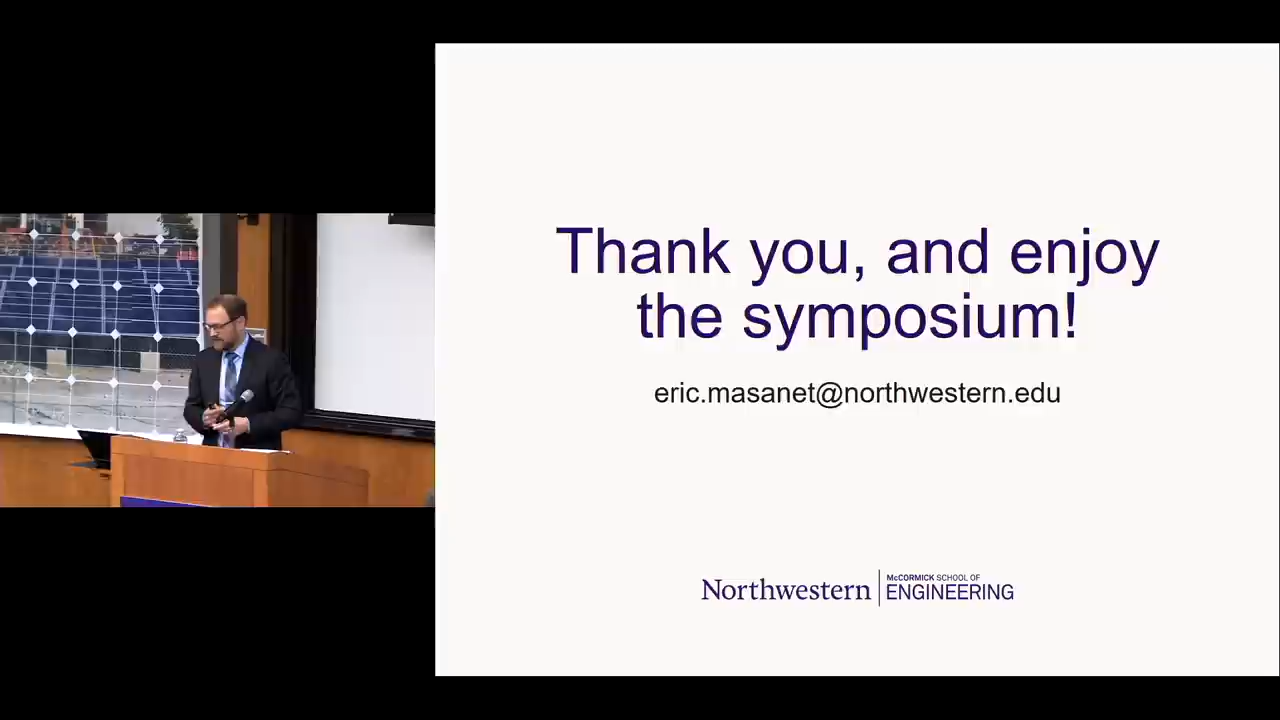 Thank you, and enjoy
the symposium!
eric.masanet@northwestern.edu
Northwestern
McCORMICK SCHOOL OF
ENGINEERING